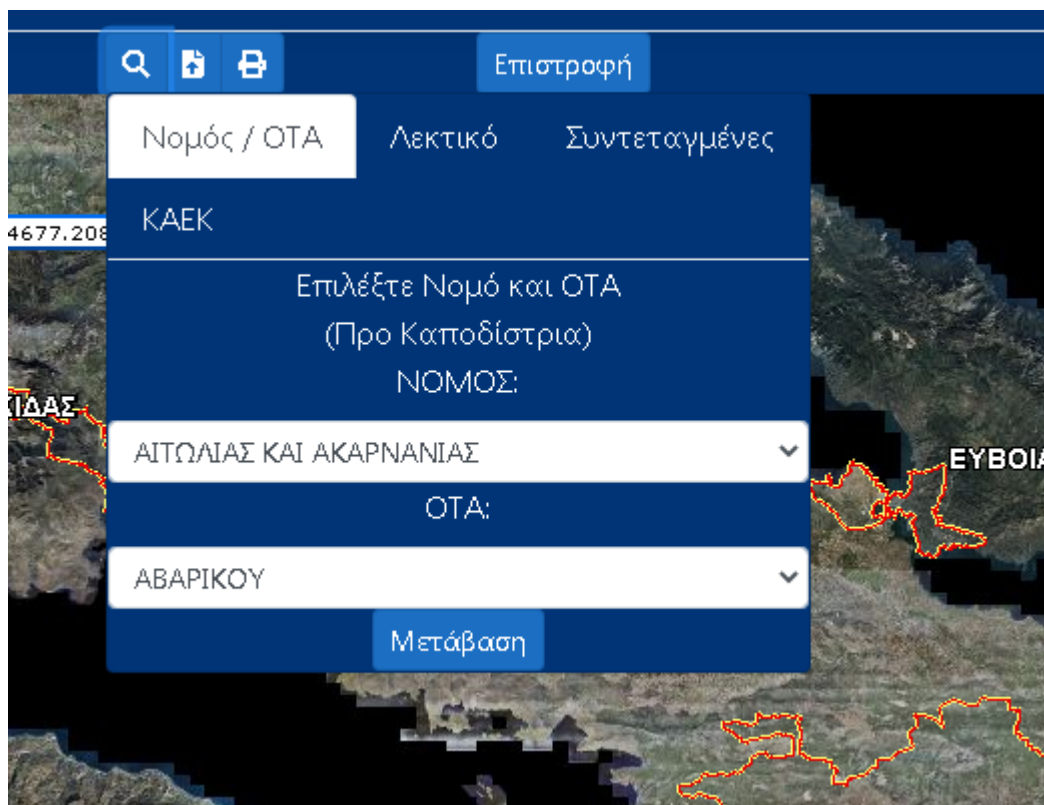 Επιστροφή
Νομός / ΟΤΑ Λεκτικό Συντεταγμένες
ΚΑΕΚ
4677.208
Επιλέξτε Νομό και ΟΤΑ
(Προ Καποδίστρια)
ΝΟΜΟΣ:
ΙΔΑΣ
ΑΙΤΩΛΙΑΣ ΚΑΙ ΑΚΑΡΝΑΝΙΑΣ
ΕΥΒΟΙΑ
ΟΤΑ:
ΑΒΑΡΙΚΟΥ
Μετάβαση